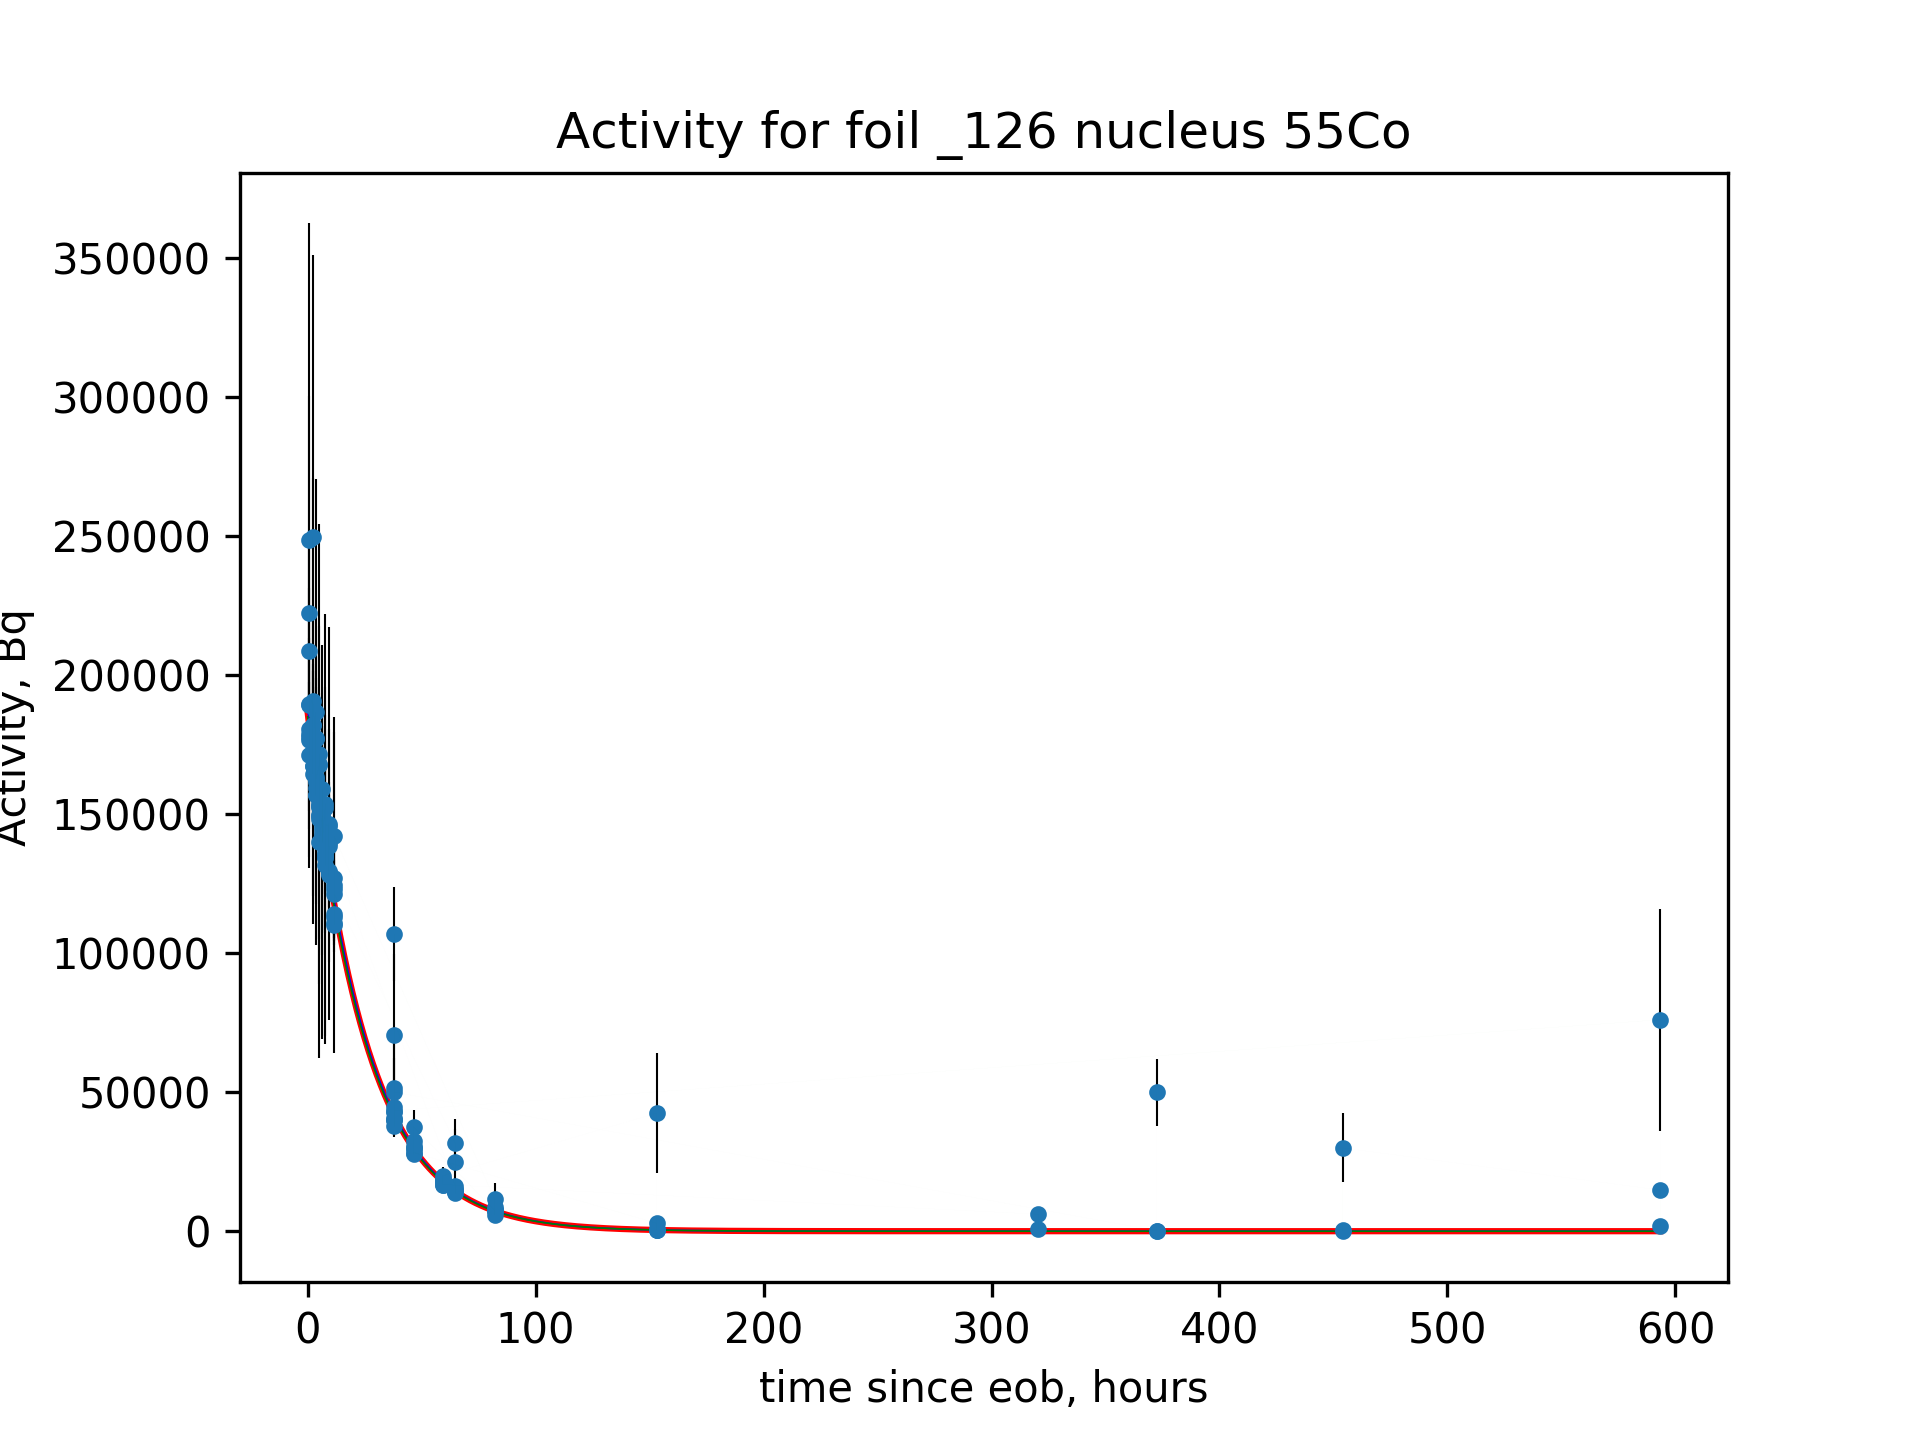 Activity for foil _126 nucleus 55Co
350000
300000
250000
200000
150000
100000
50000
0
Activity, Bq
0 100 200 300 400 500 600
time since eob, hours